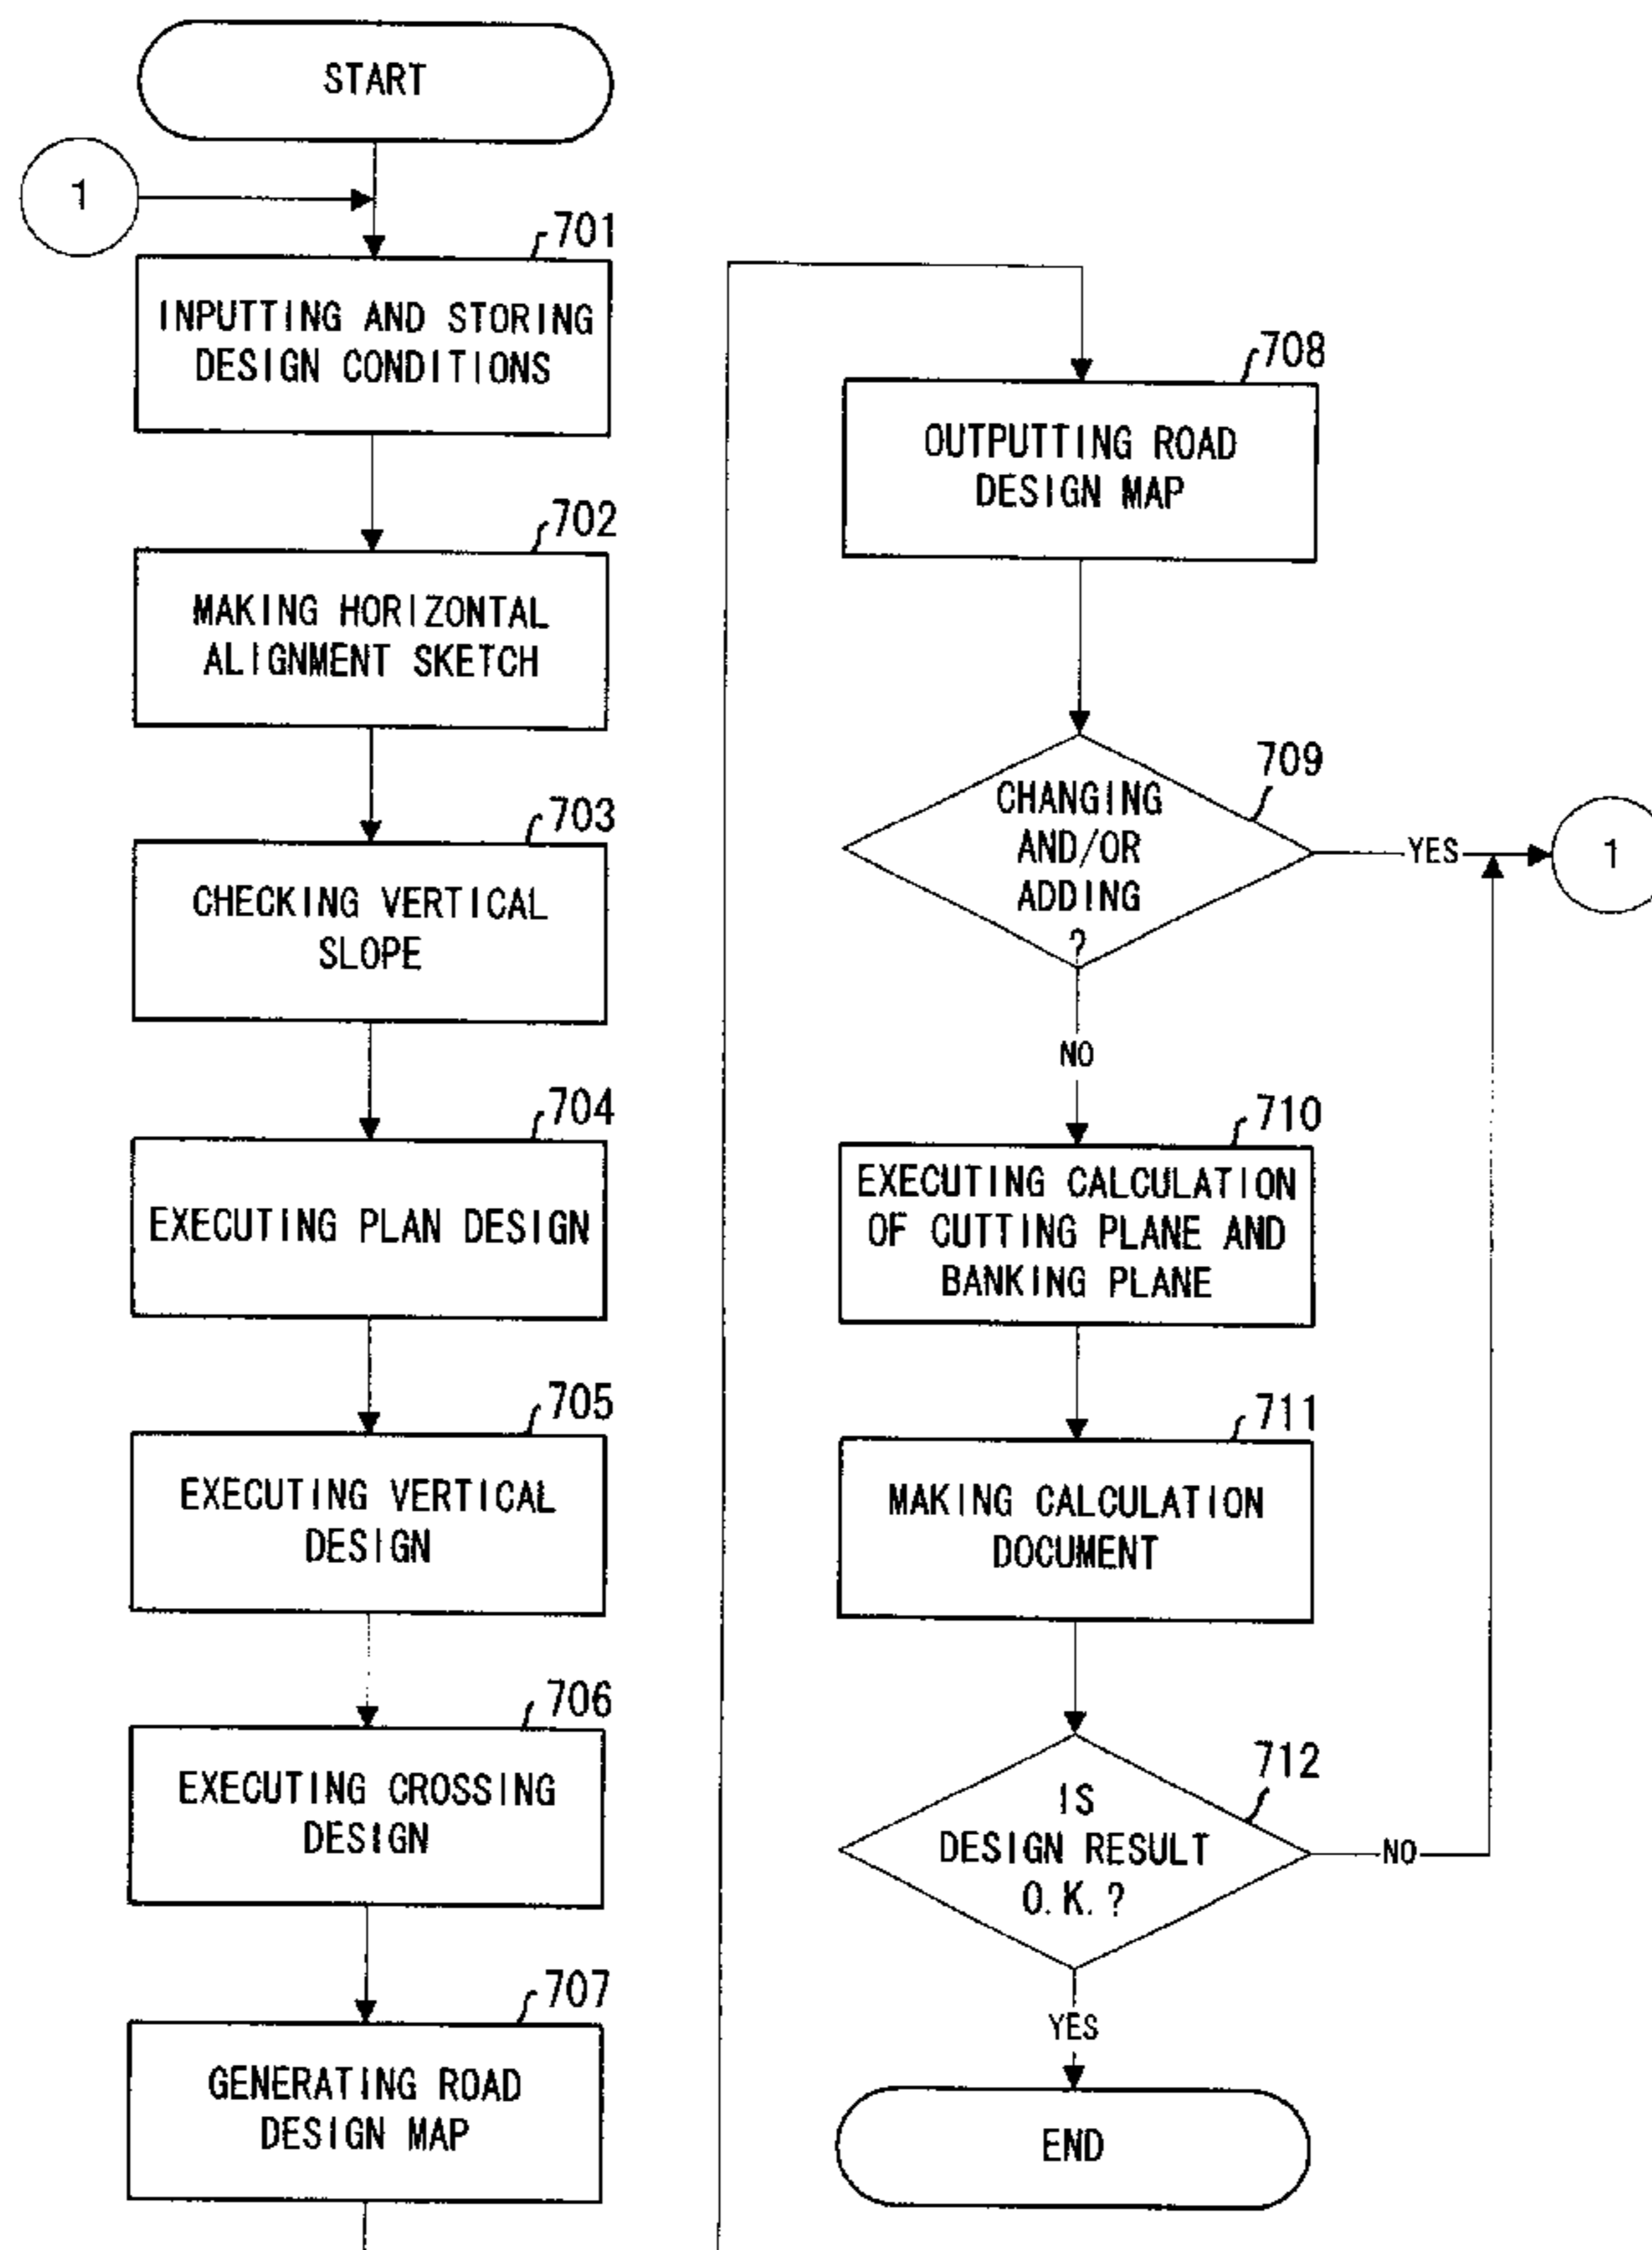 START
1
701
INPUTTING AND STORING
DESIGN CONDITIONS
702
MAKING HORIZONTAL
ALIGNMENT SKETCH
703
CHECKING VERTICAL
SLOPE
704
EXECUTING PLAN DESIGN
705
EXECUTING VERTICAL
DESIGN
706
EXECUTING CROSSING
DESIGN
707
GENERATING ROAD
DESIGN MAP
708
OUTPUTTING ROAD
DESIGN MAP
709
CHANGING
AND/OR
ADDING
?
YES
1
NO
710
EXECUTING CALCULATION
OF CUTTING PLANE AND
BANKING PLANE
711
MAKING CALCULATION
DOCUMENT
712
IS
DESIGN RESULT
O.K.?
NO
YES
END